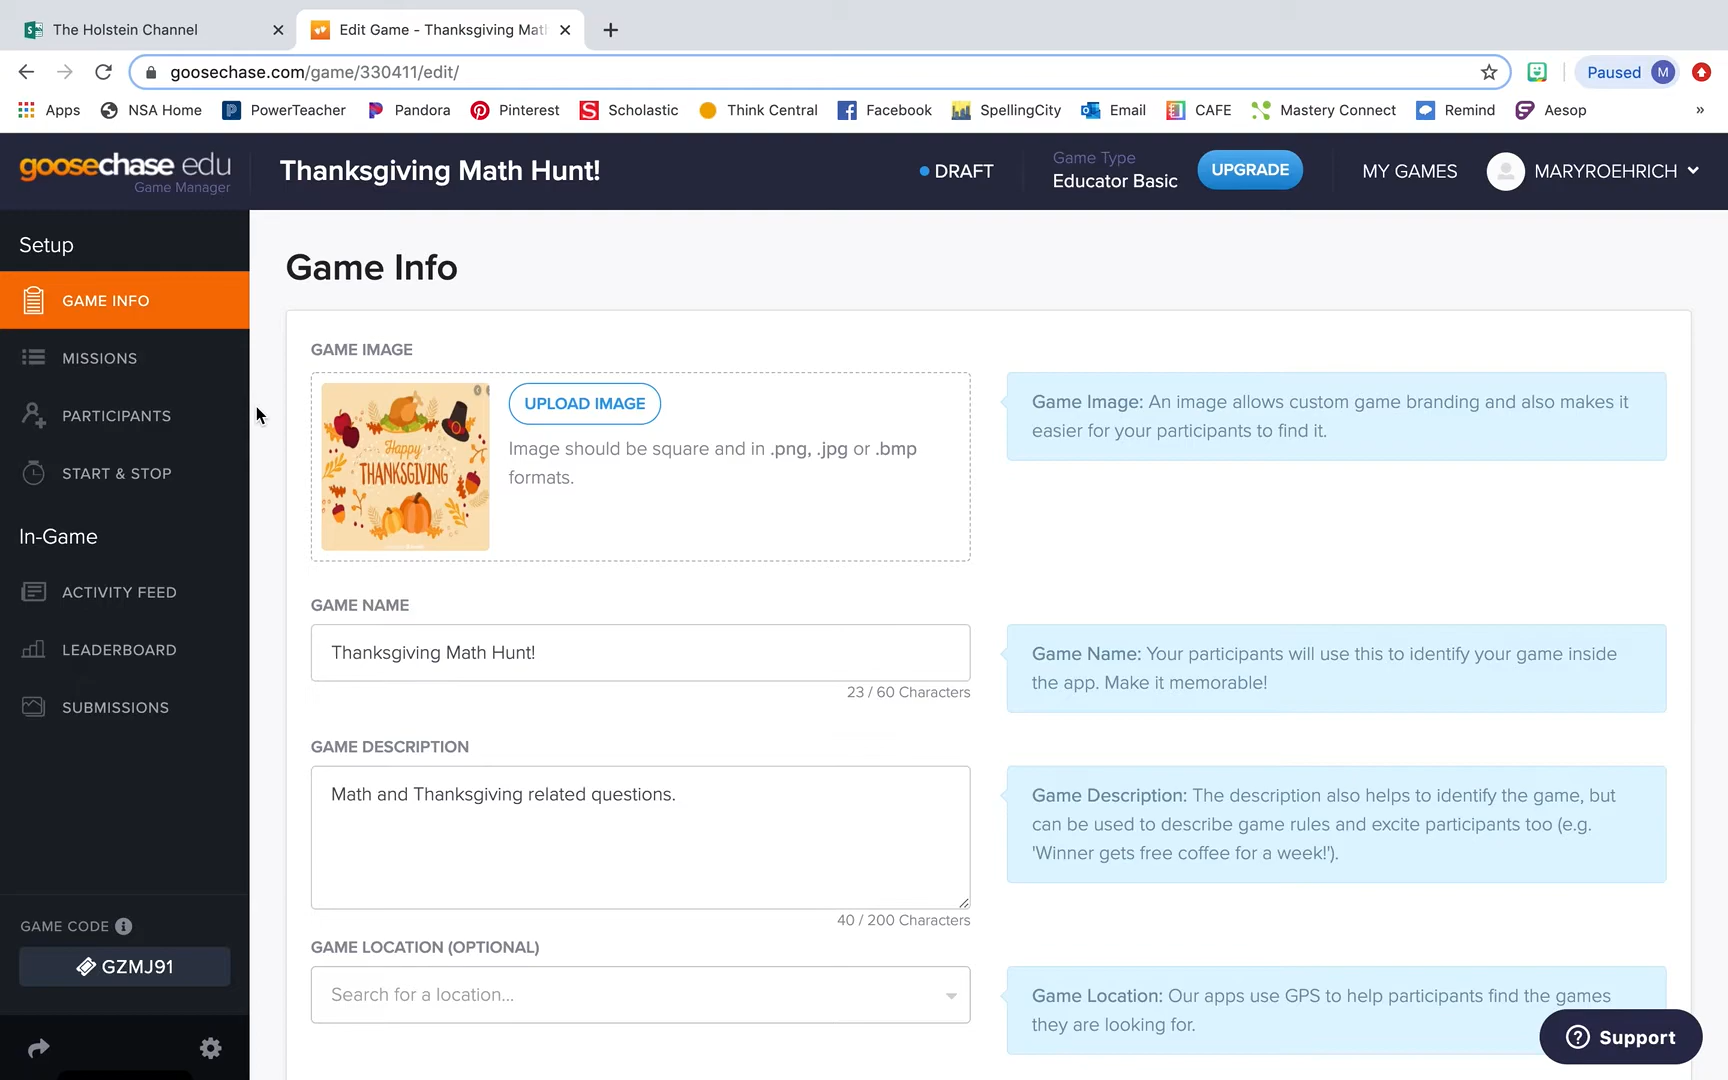 The Holstein Channel
Edit Game - Thanksgiving Mat
goosechase.com/game/330411/edit/
Paused
M
Apps
NSA Home
PowerTeacher
Pandora
Pinterest
Scholastic
Think Central
Facebook
SpellingCity
Email
CAFE
Mastery Connect
Remind
Aesop
»
goosechase edu
Game Manager
Thanksgiving Math Hunt!
DRAFT
Game Type
Educator Basic
UPGRADE
MY GAMES
MARYROEHRICH
Setup
GAME INFO
MISSIONS
PARTICIPANTS
START & STOP
In-Game
ACTIVITY FEED
LEADERBOARD
SUBMISSIONS
GAME CODE
GZMJ91
Game Info
GAME IMAGE
Happy
THANKSGIVING
UPLOAD IMAGE
Image should be square and in .png, .jpg or .bmp
formats.
Game Image: An image allows custom game branding and also makes it
easier for your participants to find it.
GAME NAME
Thanksgiving Math Hunt!
23 / 60 Characters
Game Name: Your participants will use this to identify your game inside
the app. Make it memorable!
GAME DESCRIPTION
Math and Thanksgiving related questions.
40 / 200 Characters
Game Description: The description also helps to identify the game, but
can be used to describe game rules and excite participants too (e.g.
'Winner gets free coffee for a week!').
GAME LOCATION (OPTIONAL)
Search for a location...
Game Location: Our apps use GPS to help participants find the games
they are looking for.
Support